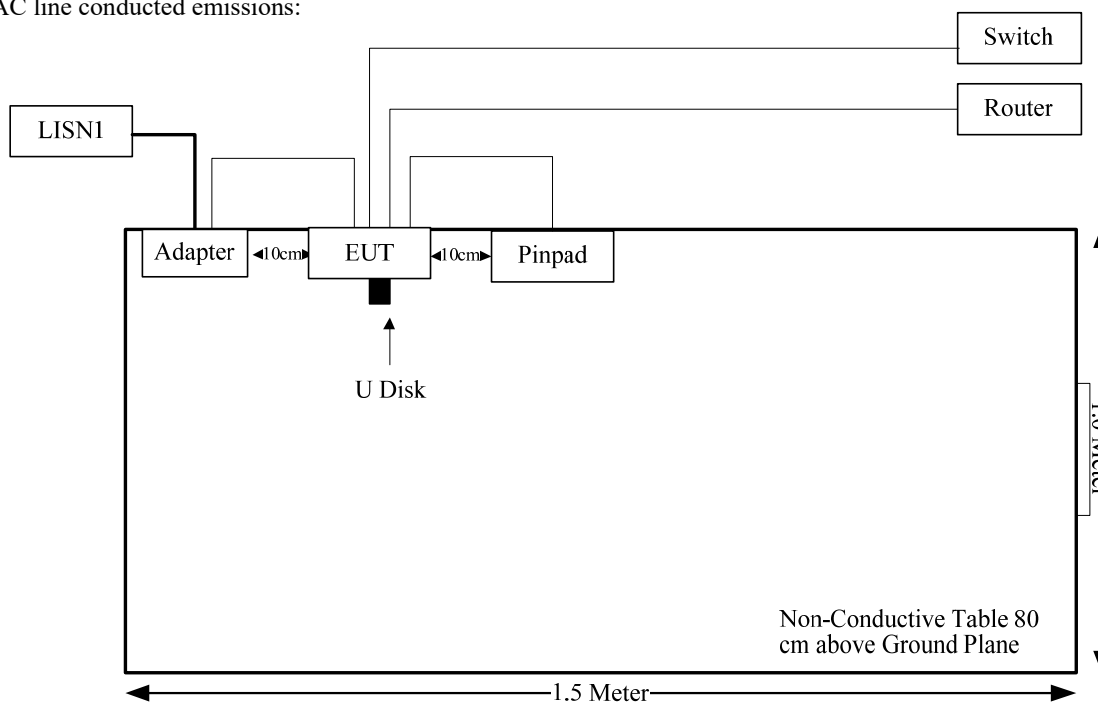 AC line conducted emissions:
Switch
Router
LISN1
Adapter
10cm
EUT
10cm
Pinpad
U Disk
Meter
Non-Conductive Table 80
cm above Ground Plane
1.5 Meter